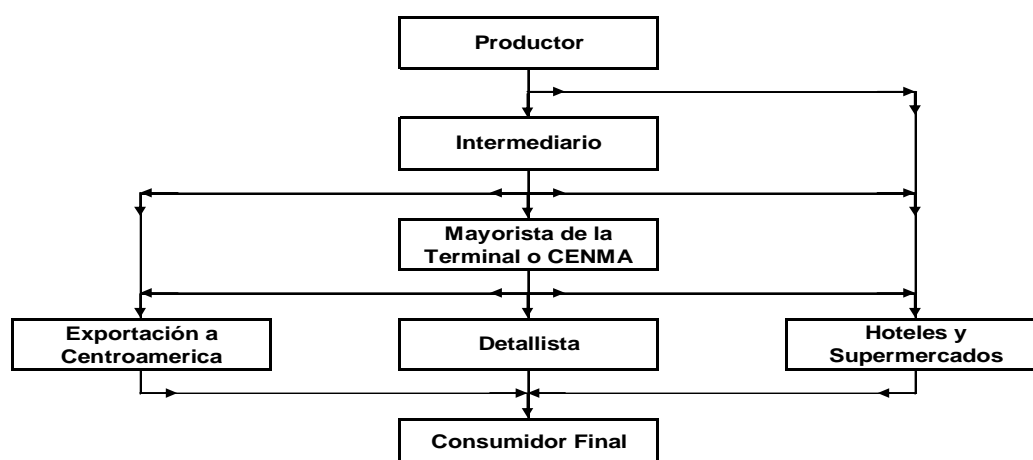 Productor
Intermediario
Mayorista de la
Terminal o CENMA
Exportación a
Centroamerica
Detallista
Hoteles y
Supermercados
Consumidor Final